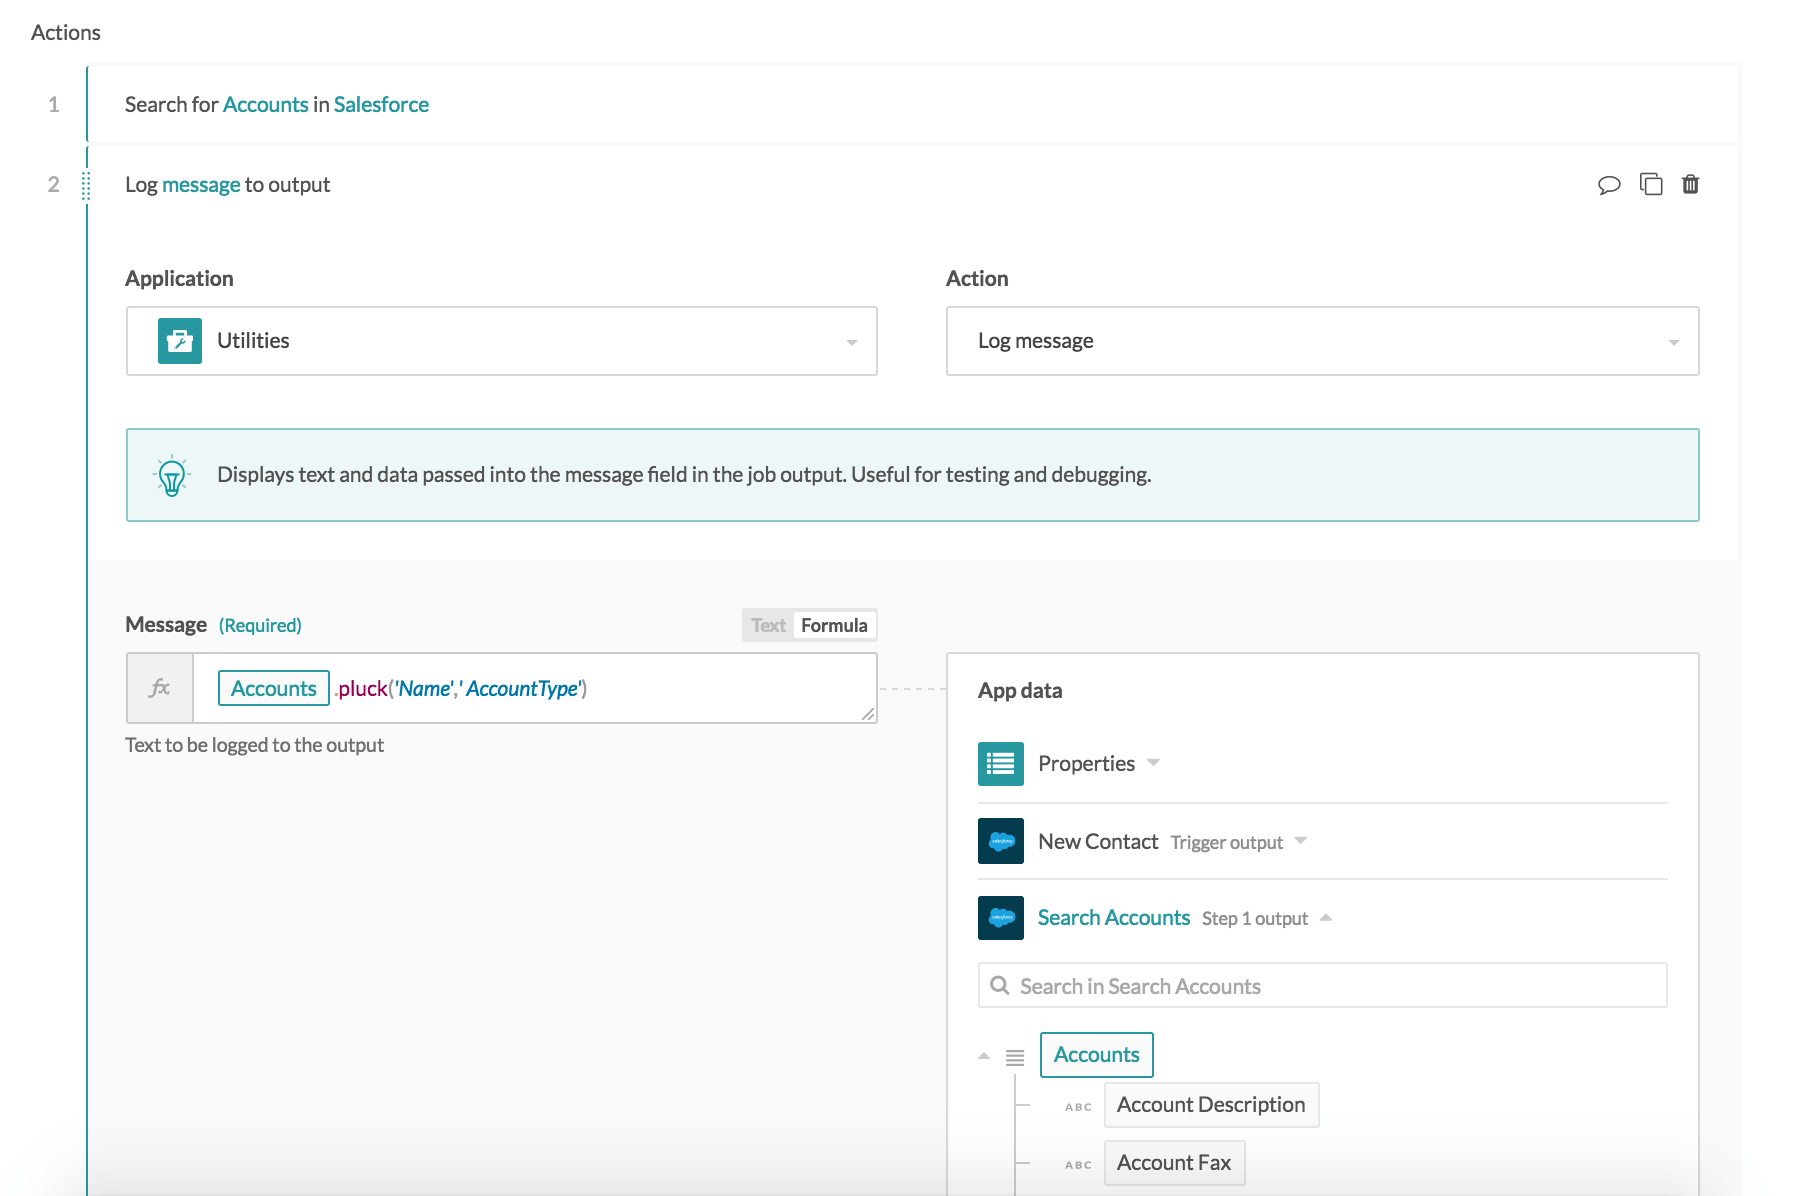 Actions
1 Search for Accounts in Salesforce
2 Log message to output
Application Action
Utilities Log message
Displays text and data passed into the message field in the job output. Useful for testing and debugging.
Message (Required) Text Formula
fx Accounts .pluck('Name',' AccountType')
Text to be logged to the output
App data
Properties
salesforce New Contact Trigger output
salesforce Search Accounts Step 1 output
Search in Search Accounts
Accounts
ABC Account Description
ABC Account Fax